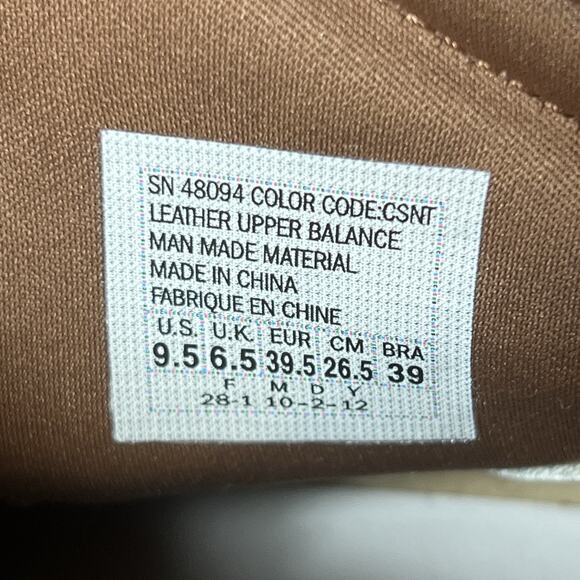 SN 48094 COLOR CODE:CSNT
LEATHER UPPER BALANCE
MAN MADE MATERIAL
MADE IN CHINA
FABRIQUE EN CHINE
U.S. U.K. EUR CM BRA
9.5 6.5 39.5 26.5 39
F M D Y
28-1 10-2-12